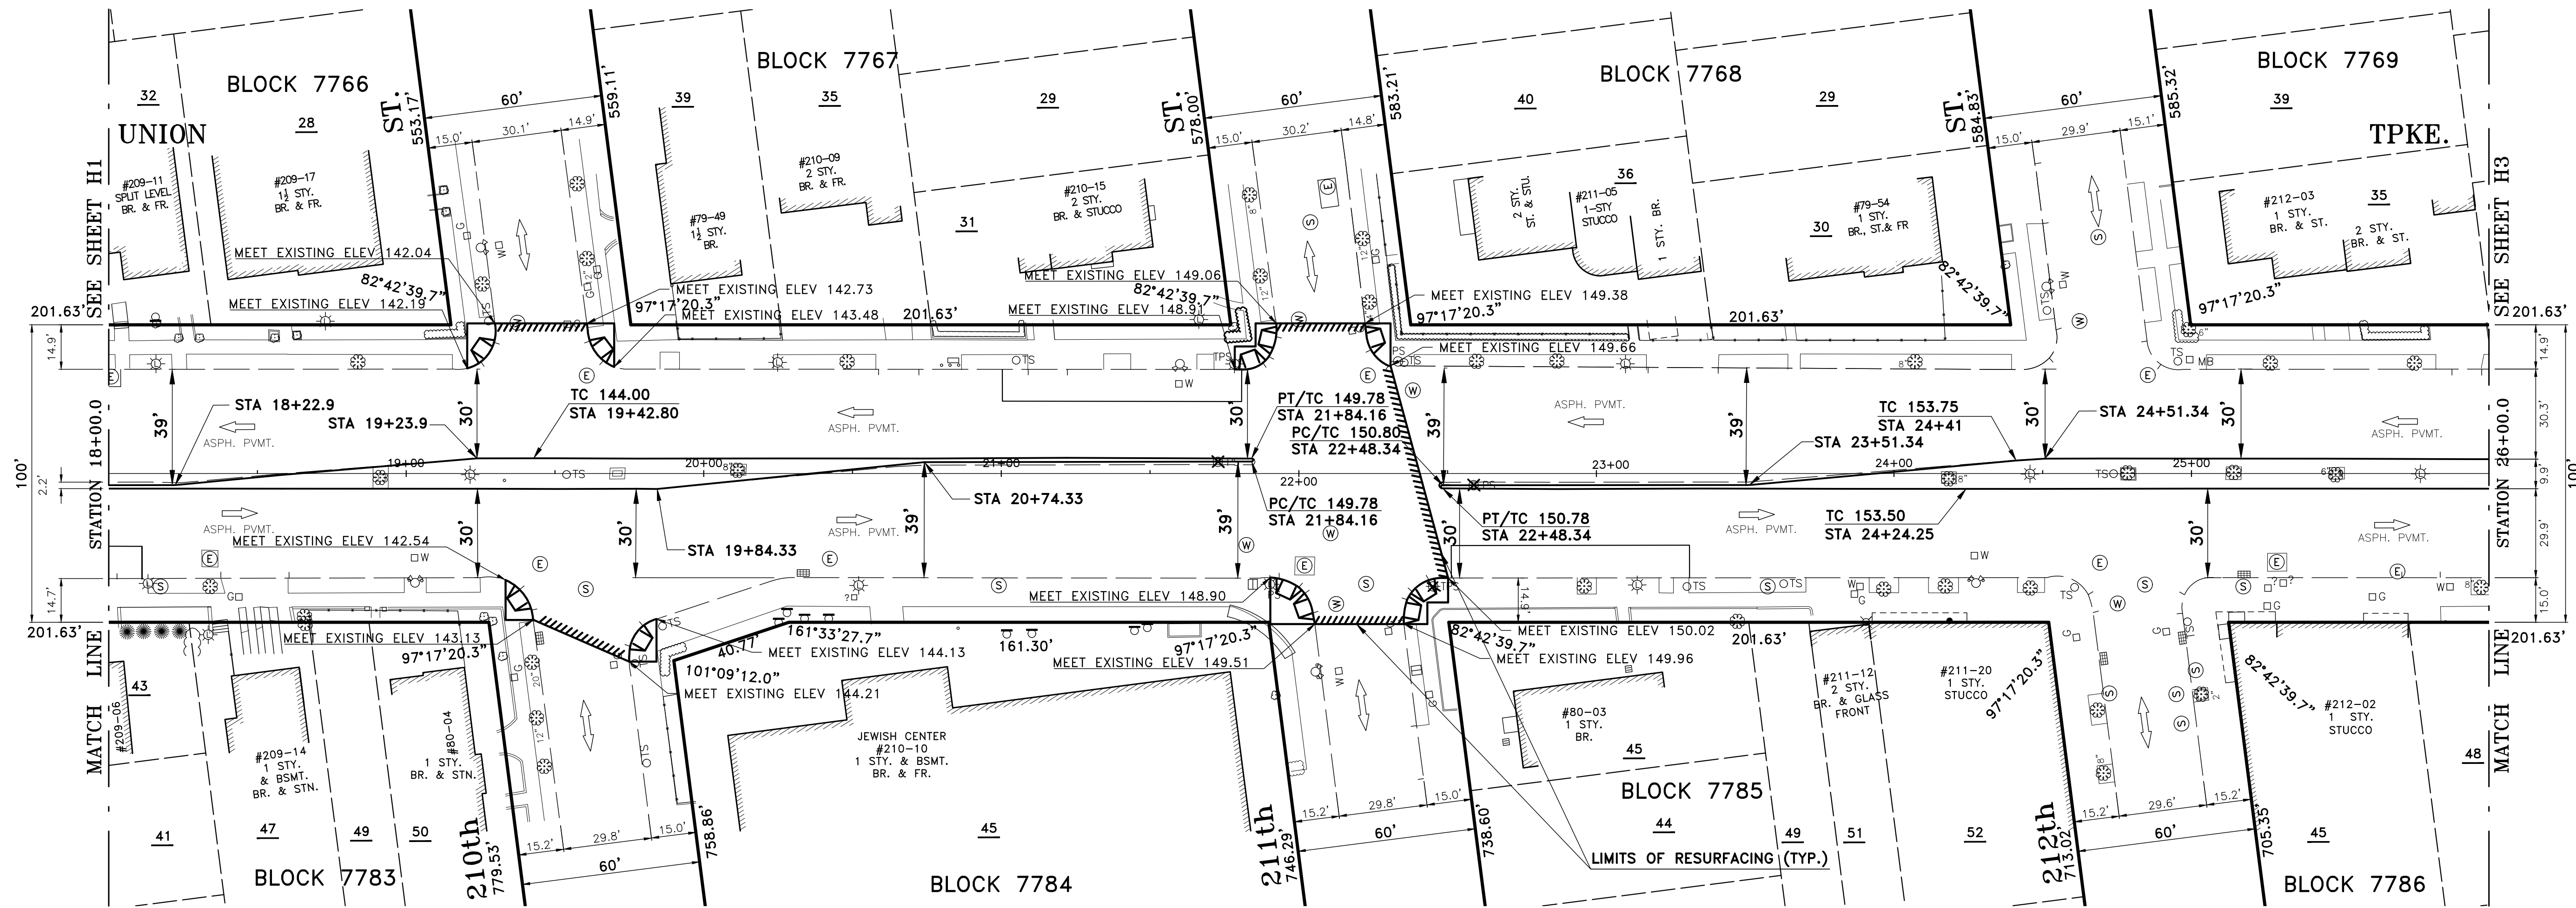 BLOCK 7766
BLOCK 7767
BLOCK 7768
BLOCK 7769
UNION
ST.
ST.
ST.
TPKE.
32
28
39
35
29
40
29
39
31
36
30
35
553.17'
60'
559.11'
15.0'
30.1'
14.9'
578.00'
60'
583.21'
15.0'
30.2'
14.8'
584.83'
60'
585.32'
15.0'
29.9'
15.1'
#209-11
SPLIT LEVEL
BR. & FR.
#209-17
1½ STY.
BR. & FR.
#79-49
1½ STY.
BR.
#210-09
2 STY.
BR. & FR.
#210-15
2 STY.
BR. & STUCCO
2 STY.
ST. & STU.
#211-05
1-STY
STUCCO
1 STY. BR.
#79-54
1 STY.
BR., ST.& FR
#212-03
1 STY.
BR. & ST.
2 STY.
BR. & ST.
SEE SHEET H1
SEE SHEET H3
MEET EXISTING ELEV 142.04
82°42'39.7"
MEET EXISTING ELEV 142.19
MEET EXISTING ELEV 142.73
97°17'20.3"
MEET EXISTING ELEV 143.48
MEET EXISTING ELEV 149.06
82°42'39.7"
MEET EXISTING ELEV 148.91
MEET EXISTING ELEV 149.38
97°17'20.3"
MEET EXISTING ELEV 149.66
82°42'39.7"
97°17'20.3"
201.63'
201.63'
201.63'
201.63'
14.9'
14.9'
100'
2.2'
14.7'
39'
30'
30'
39'
39'
30'
30'
30.3'
9.9'
29.9'
15.0'
100'
STATION 18+00.0
STATION 26+00.0
STA 18+22.9
STA 19+23.9
TC 144.00
STA 19+42.80
PT/TC 149.78
STA 21+84.16
PC/TC 150.80
STA 22+48.34
TC 153.75
STA 24+41
STA 24+51.34
STA 23+51.34
ASPH. PVMT.
ASPH. PVMT.
ASPH. PVMT.
ASPH. PVMT.
19+00
20+00
21+00
22+00
23+00
24+00
25+00
STA 20+74.33
PC/TC 149.78
STA 21+84.16
PT/TC 150.78
STA 22+48.34
TC 153.50
STA 24+24.25
STA 19+84.33
30'
30'
39'
39'
30'
30'
ASPH. PVMT.
ASPH. PVMT.
ASPH. PVMT.
ASPH. PVMT.
MEET EXISTING ELEV 142.54
MEET EXISTING ELEV 143.13
97°17'20.3"
MEET EXISTING ELEV 144.13
MEET EXISTING ELEV 144.21
101°09'12.0"
40.77'
161°33'27.7"
161.30'
MEET EXISTING ELEV 148.90
MEET EXISTING ELEV 149.51
97°17'20.3"
14.9'
MEET EXISTING ELEV 150.02
MEET EXISTING ELEV 149.96
82°42'39.7"
201.63'
201.63'
201.63'
97°17'20.3"
82°42'39.7"
MATCH LINE
MATCH LINE
43
#209-06
#209-14
1 STY.
& BSMT.
BR. & STN.
#80-04
1 STY.
BR. & STN.
JEWISH CENTER
#210-10
1 STY. & BSMT.
BR. & FR.
#80-03
1 STY.
BR.
#211-12
2 STY.
BR. & GLASS
FRONT
#211-20
1 STY.
STUCCO
#212-02
1 STY.
STUCCO
48
41
47
49
50
45
45
44
49
51
52
45
210th
779.53'
15.2'
29.8'
15.0'
60'
758.86'
211th
746.29'
15.2'
29.8'
15.0'
60'
738.60'
212th
713.02'
15.2'
29.6'
15.2'
60'
705.35'
LIMITS OF RESURFACING (TYP.)
BLOCK 7783
BLOCK 7784
BLOCK 7785
BLOCK 7786